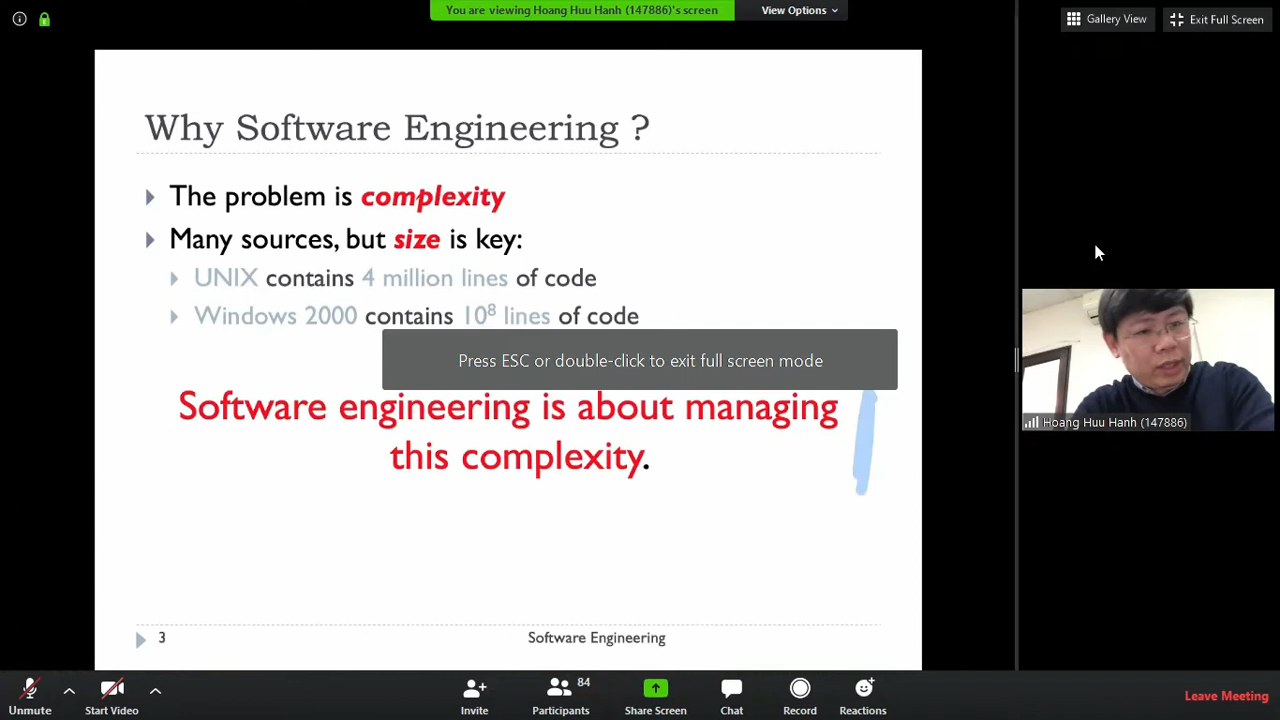 You are viewing Hoang Huu Hanh (147886)'s screen
View Options
Gallery View
Exit Full Screen
Why Software Engineering ?
The problem is complexity
Many sources, but size is key:
UNIX contains 4 million lines of code
Windows 2000 contains 10⁸ lines of code
Press ESC or double-click to exit full screen mode
Software engineering is about managing
this complexity.
Hoang Huu Hanh (147886)
3
Software Engineering
Unmute
Start Video
Invite
Participants
84
Share Screen
Chat
Record
Reactions
Leave Meeting